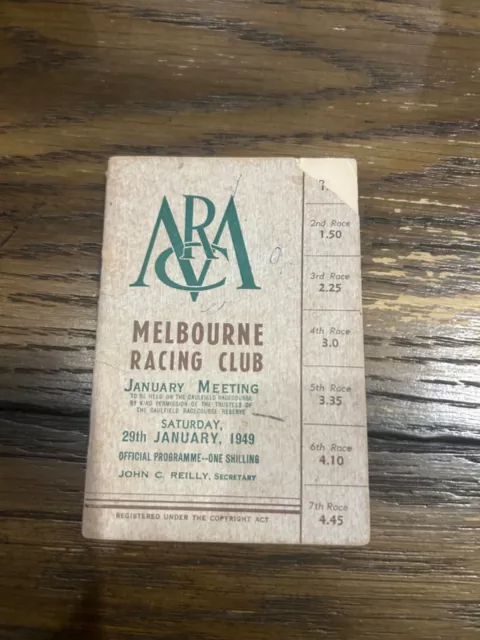 MELBOURNE
RACING CLUB
JANUARY MEETING
TO BE HELD ON THE CAULFIELD RACECOURSE
BY KIND PERMISSION OF THE TRUSTEES OF
THE CAULFIELD RACECOURSE RESERVE
SATURDAY,
29th JANUARY, 1949
OFFICIAL PROGRAMME—ONE SHILLING
JOHN C. REILLY, SECRETARY
REGISTERED UNDER THE COPYRIGHT ACT
2nd Race
1.50
3rd Race
2.25
4th Race
3.0
5th Race
3.35
6th Race
4.10
7th Race
4.45